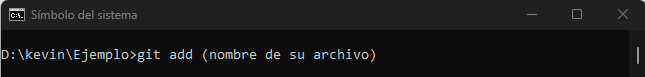 Símbolo del sistema
D:\kevin\Ejemplo>git add (nombre de su archivo)